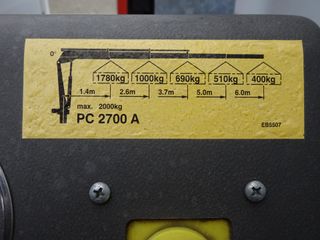 0°
1780kg 1000kg 690kg 510kg 400kg
1.4m 2.6m 3.7m 5.0m 6.0m
max. 2000kg
PC 2700 A
EB5507